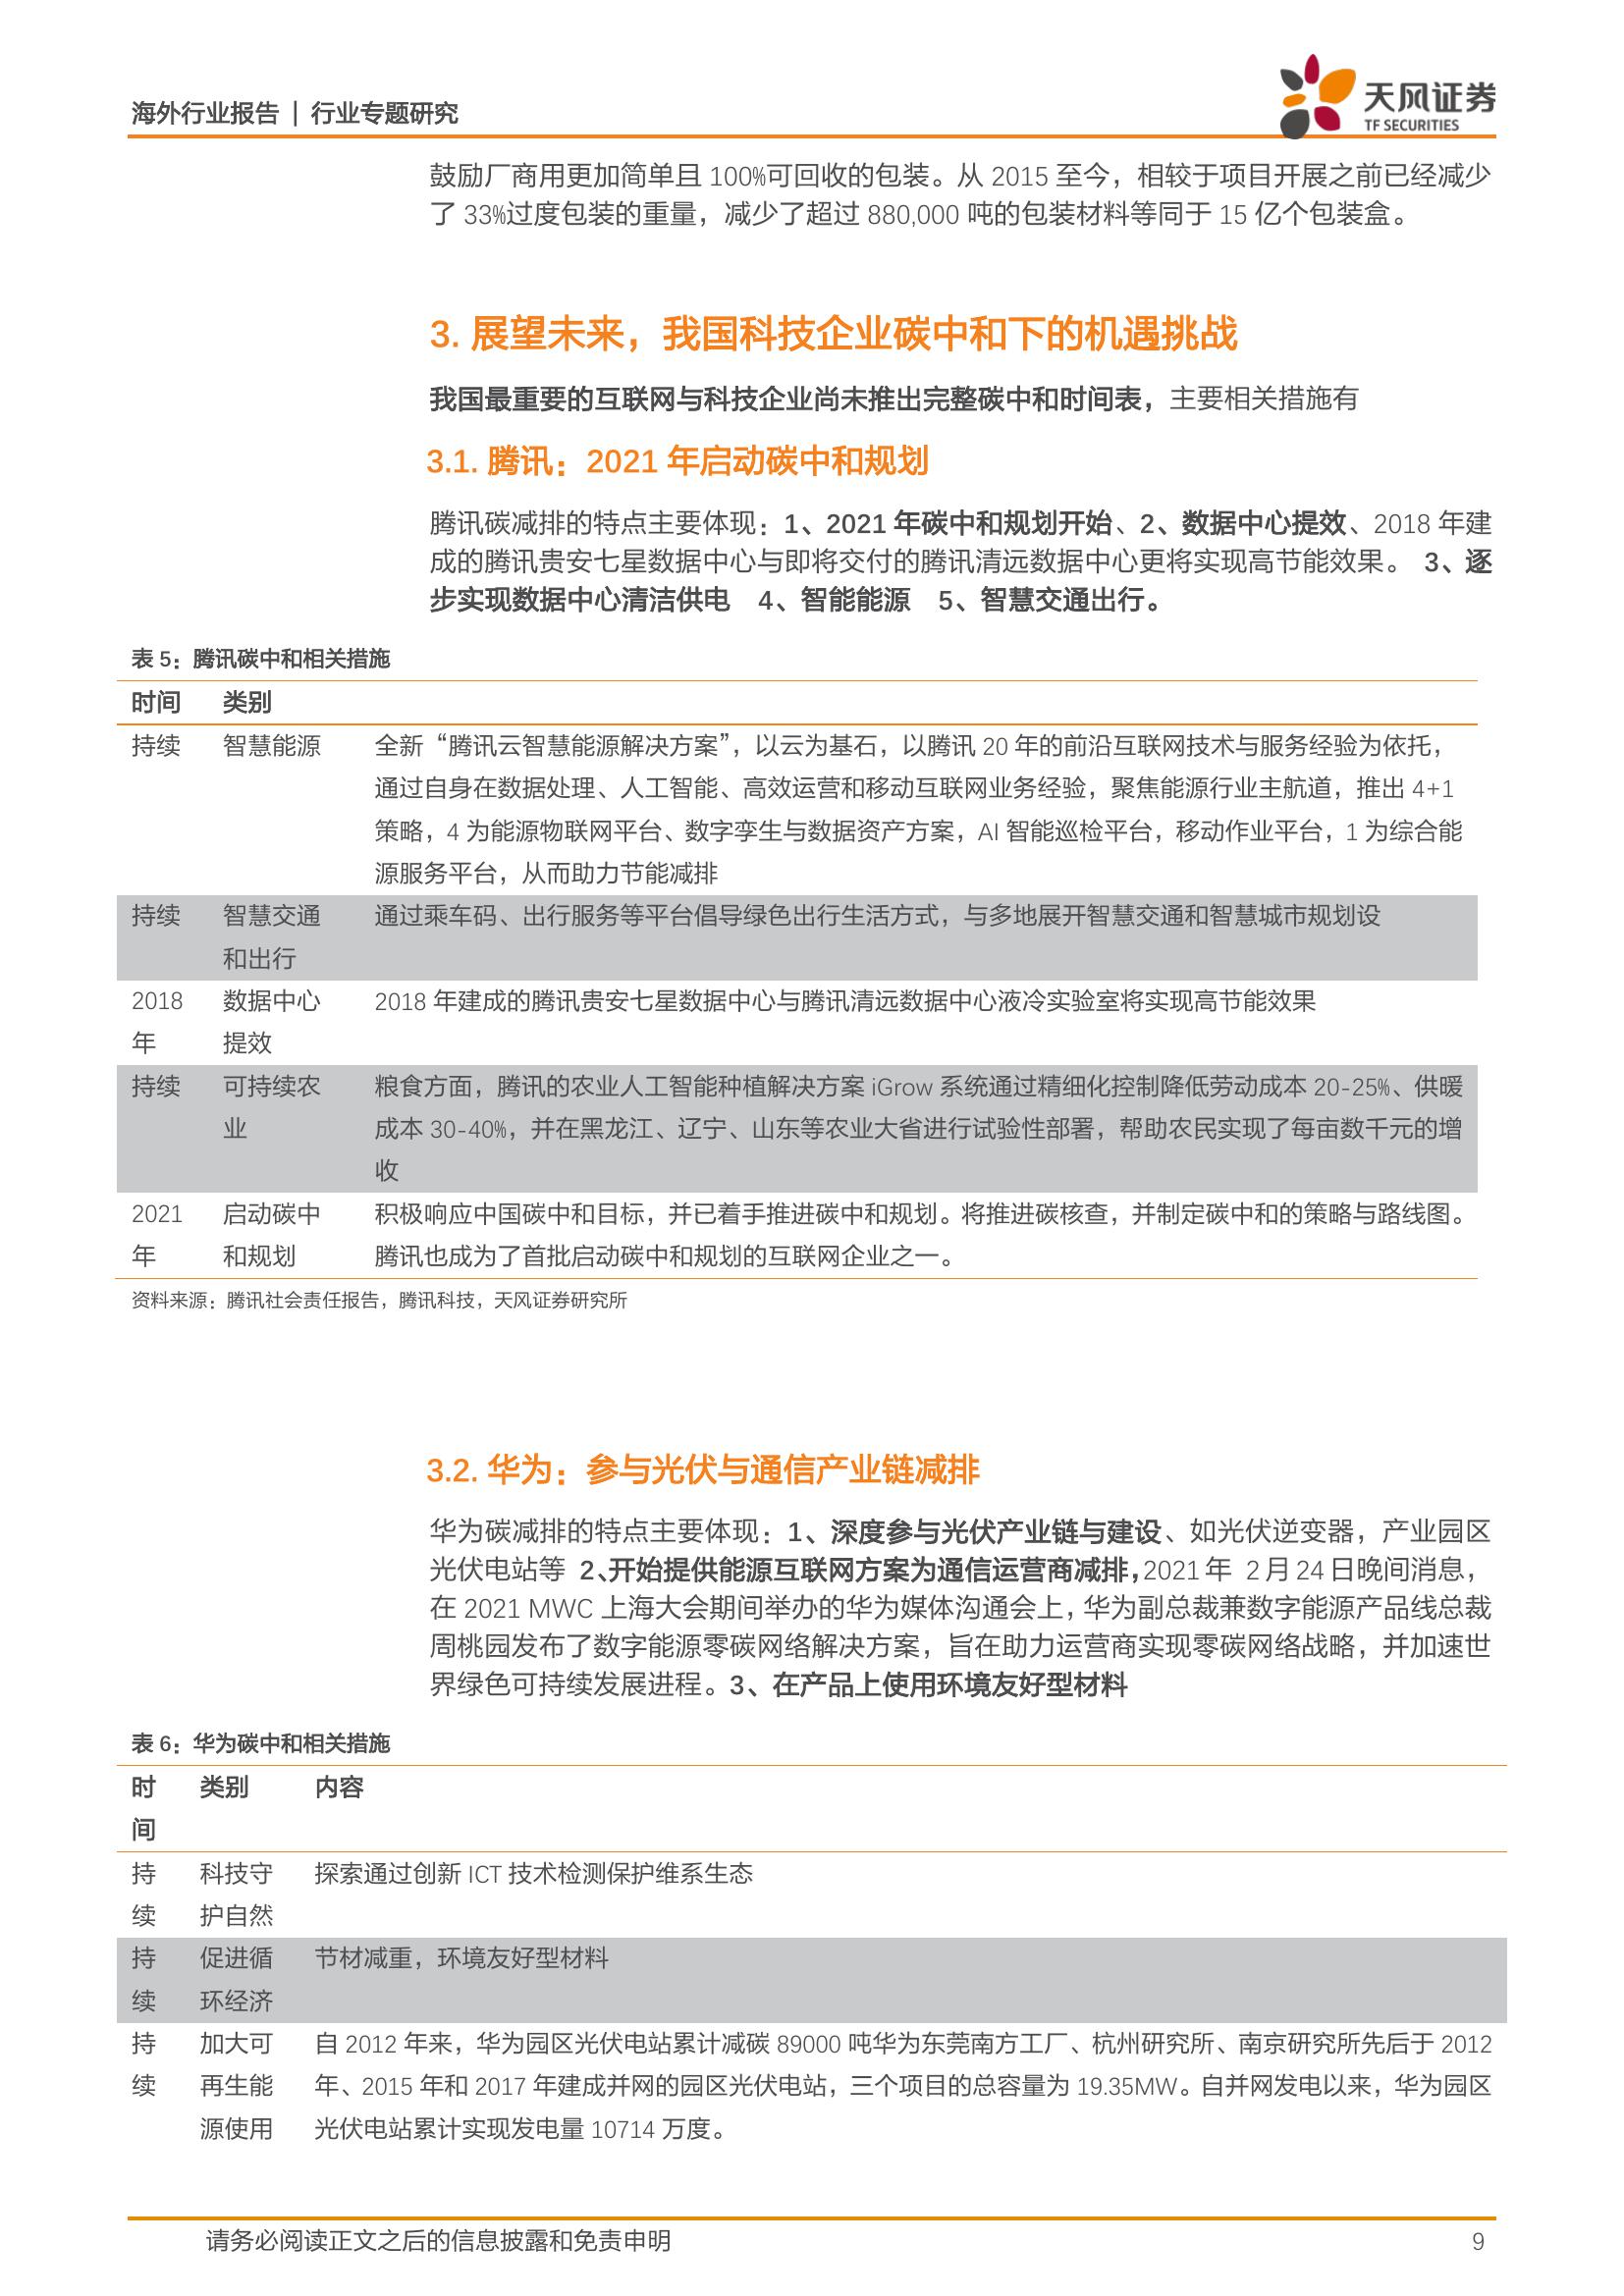 海外行业报告 | 行业专题研究
天风证券
TF SECURITIES
鼓励厂商用更加简单且 100%可回收的包装。从 2015 至今，相较于项目开展之前已经减少
了 33%过度包装的重量，减少了超过 880,000 吨的包装材料等同于 15 亿个包装盒。
3. 展望未来，我国科技企业碳中和下的机遇挑战
我国最重要的互联网与科技企业尚未推出完整碳中和时间表，主要相关措施有
3.1. 腾讯：2021 年启动碳中和规划
腾讯碳减排的特点主要体现：1、2021 年碳中和规划开始、2、数据中心提效、2018 年建
成的腾讯贵安七星数据中心与即将交付的腾讯清远数据中心更将实现高节能效果。 3、逐
步实现数据中心清洁供电 4、智能能源 5、智慧交通出行。
表 5：腾讯碳中和相关措施
时间 类别
持续 智慧能源 全新“腾讯云智慧能源解决方案”，以云为基石，以腾讯 20 年的前沿互联网技术与服务经验为依托，
通过自身在数据处理、人工智能、高效运营和移动互联网业务经验，聚焦能源行业主航道，推出 4+1
策略，4 为能源物联网平台、数字孪生与数据资产方案，AI 智能巡检平台，移动作业平台，1 为综合能
源服务平台，从而助力节能减排
持续 智慧交通 通过乘车码、出行服务等平台倡导绿色出行生活方式，与多地展开智慧交通和智慧城市规划设
和出行
2018 数据中心 2018 年建成的腾讯贵安七星数据中心与腾讯清远数据中心液冷实验室将实现高节能效果
年 提效
持续 可持续农 粮食方面，腾讯的农业人工智能种植解决方案 iGrow 系统通过精细化控制降低劳动成本 20-25%、供暖
业 成本 30-40%，并在黑龙江、辽宁、山东等农业大省进行试验性部署，帮助农民实现了每亩数千元的增
收
2021 启动碳中 积极响应中国碳中和目标，并已着手推进碳中和规划。将推进碳核查，并制定碳中和的策略与路线图。
年 和规划 腾讯也成为了首批启动碳中和规划的互联网企业之一。
资料来源：腾讯社会责任报告，腾讯科技，天风证券研究所
3.2. 华为：参与光伏与通信产业链减排
华为碳减排的特点主要体现：1、深度参与光伏产业链与建设、如光伏逆变器，产业园区
光伏电站等 2、开始提供能源互联网方案为通信运营商减排，2021 年 2 月 24 日晚间消息，
在 2021 MWC 上海大会期间举办的华为媒体沟通会上，华为副总裁兼数字能源产品线总裁
周桃园发布了数字能源零碳网络解决方案，旨在助力运营商实现零碳网络战略，并加速世
界绿色可持续发展进程。3、在产品上使用环境友好型材料
表 6：华为碳中和相关措施
时 类别 内容
间
持 科技守 探索通过创新 ICT 技术检测保护维系生态
续 护自然
持 促进循 节材减重，环境友好型材料
续 环经济
持 加大可 自 2012 年来，华为园区光伏电站累计减碳 89000 吨华为东莞南方工厂、杭州研究所、南京研究所先后于 2012
续 再生能 年、2015 年和 2017 年建成并网的园区光伏电站，三个项目的总容量为 19.35MW。自并网发电以来，华为园区
源使用 光伏电站累计实现发电量 10714 万度。
请务必阅读正文之后的信息披露和免责申明 9